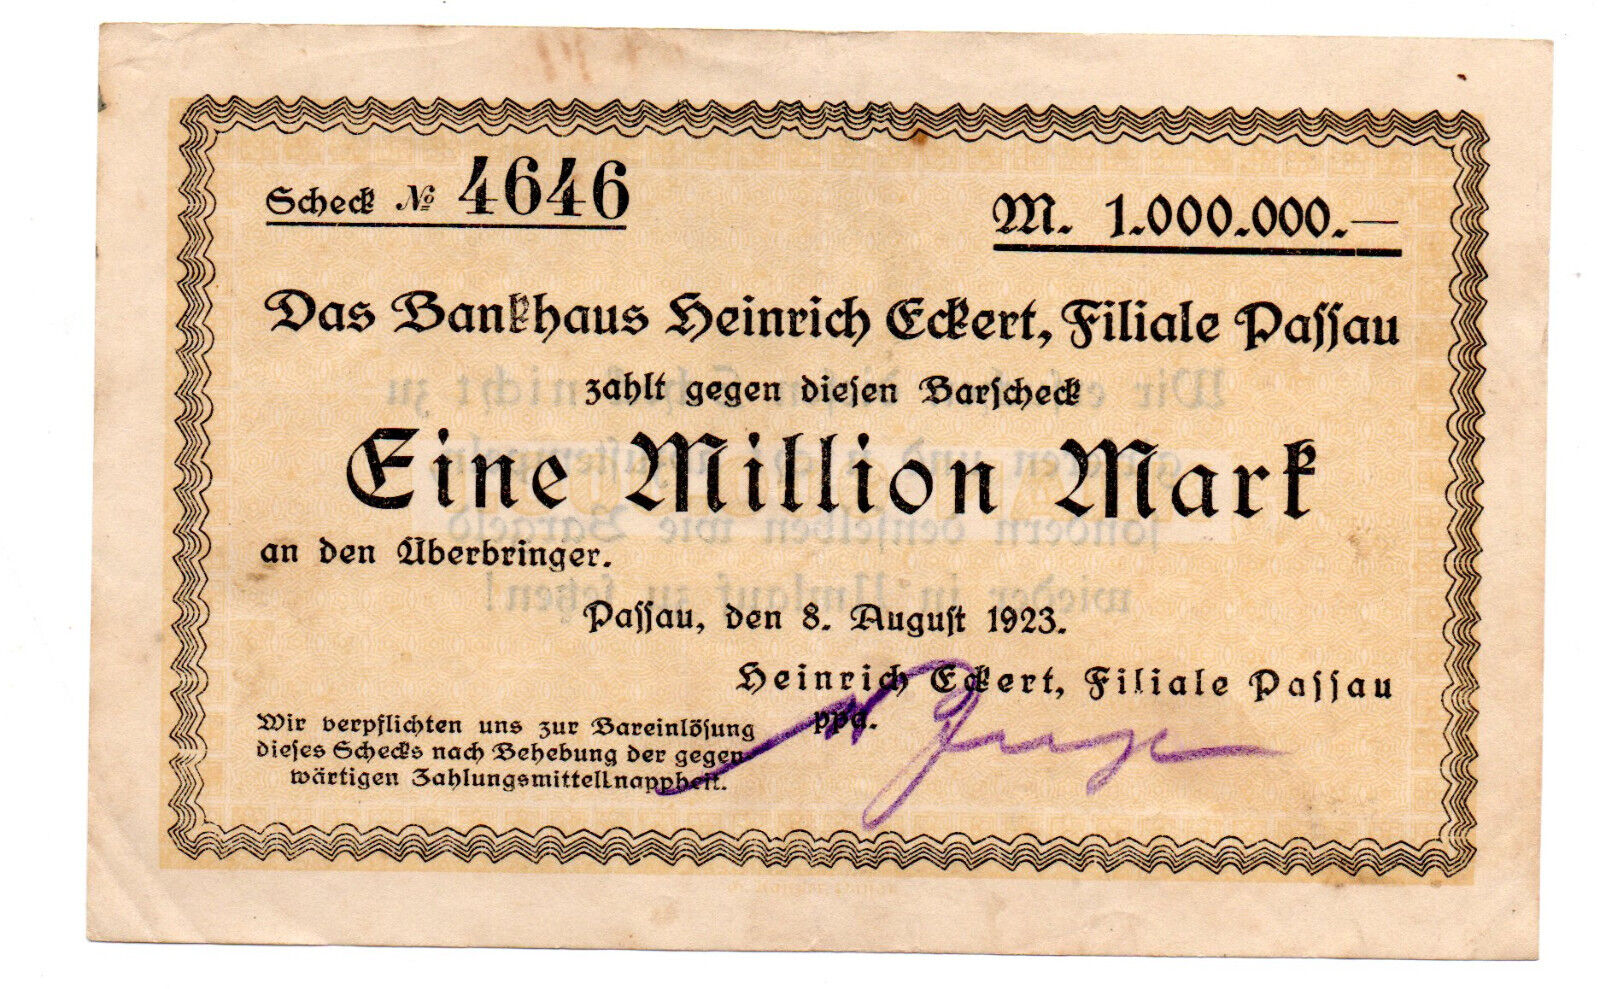 Scheck № 4646
M. 1.000.000.—
Das Bankhaus Heinrich Eckert, Filiale Passau
zahlt gegen diesen Barscheck
Eine Million Mark
an den Überbringer.
Passau, den 8. August 1923.
Heinrich Eckert, Filiale Passau
ppa.
Wir verpflichten uns zur Bareinlösung
dieses Schecks nach Behebung der gegen-
wärtigen Zahlungsmittelknappheit.